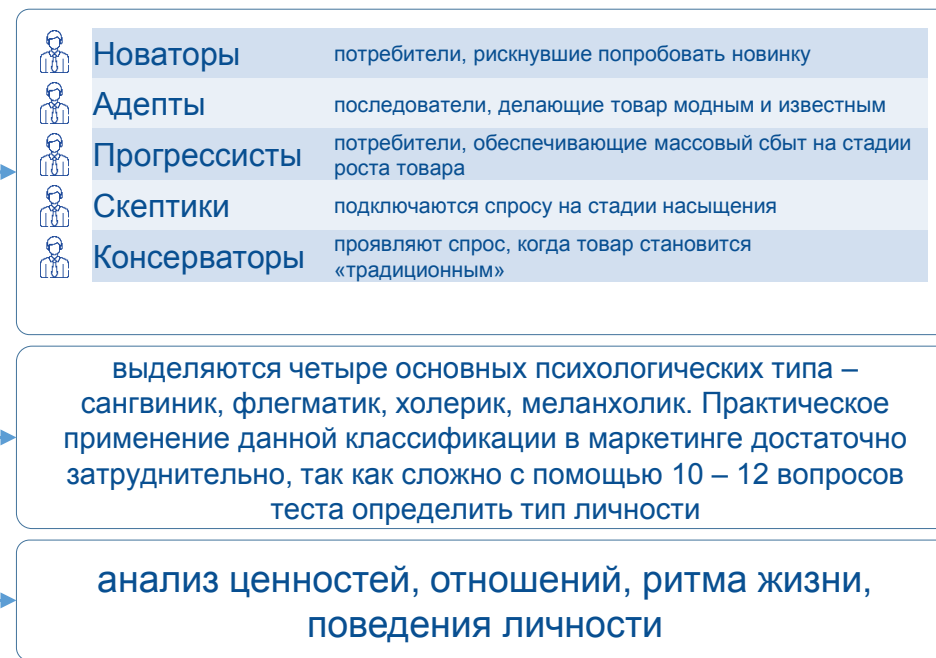 Новаторы потребители, рискнувшие попробовать новинку
Адепты последователи, делающие товар модным и известным
Прогрессисты потребители, обеспечивающие массовый сбыт на стадии
роста товара
Скептики подключаются спросу на стадии насыщения
Консерваторы проявляют спрос, когда товар становится
«традиционным»
выделяются четыре основных психологических типа –
сангвиник, флегматик, холерик, меланхолик. Практическое
применение данной классификации в маркетинге достаточно
затруднительно, так как сложно с помощью 10 – 12 вопросов
теста определить тип личности
анализ ценностей, отношений, ритма жизни,
поведения личности